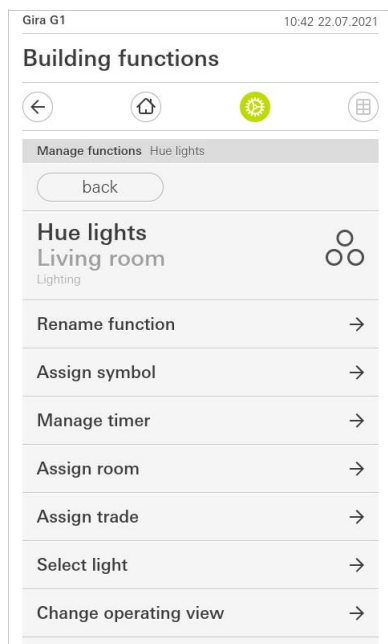 Gira G1 10:42 22.07.2021
Building functions
Manage functions Hue lights
back
Hue lights
Living room
Lighting
Rename function
Assign symbol
Manage timer
Assign room
Assign trade
Select light
Change operating view